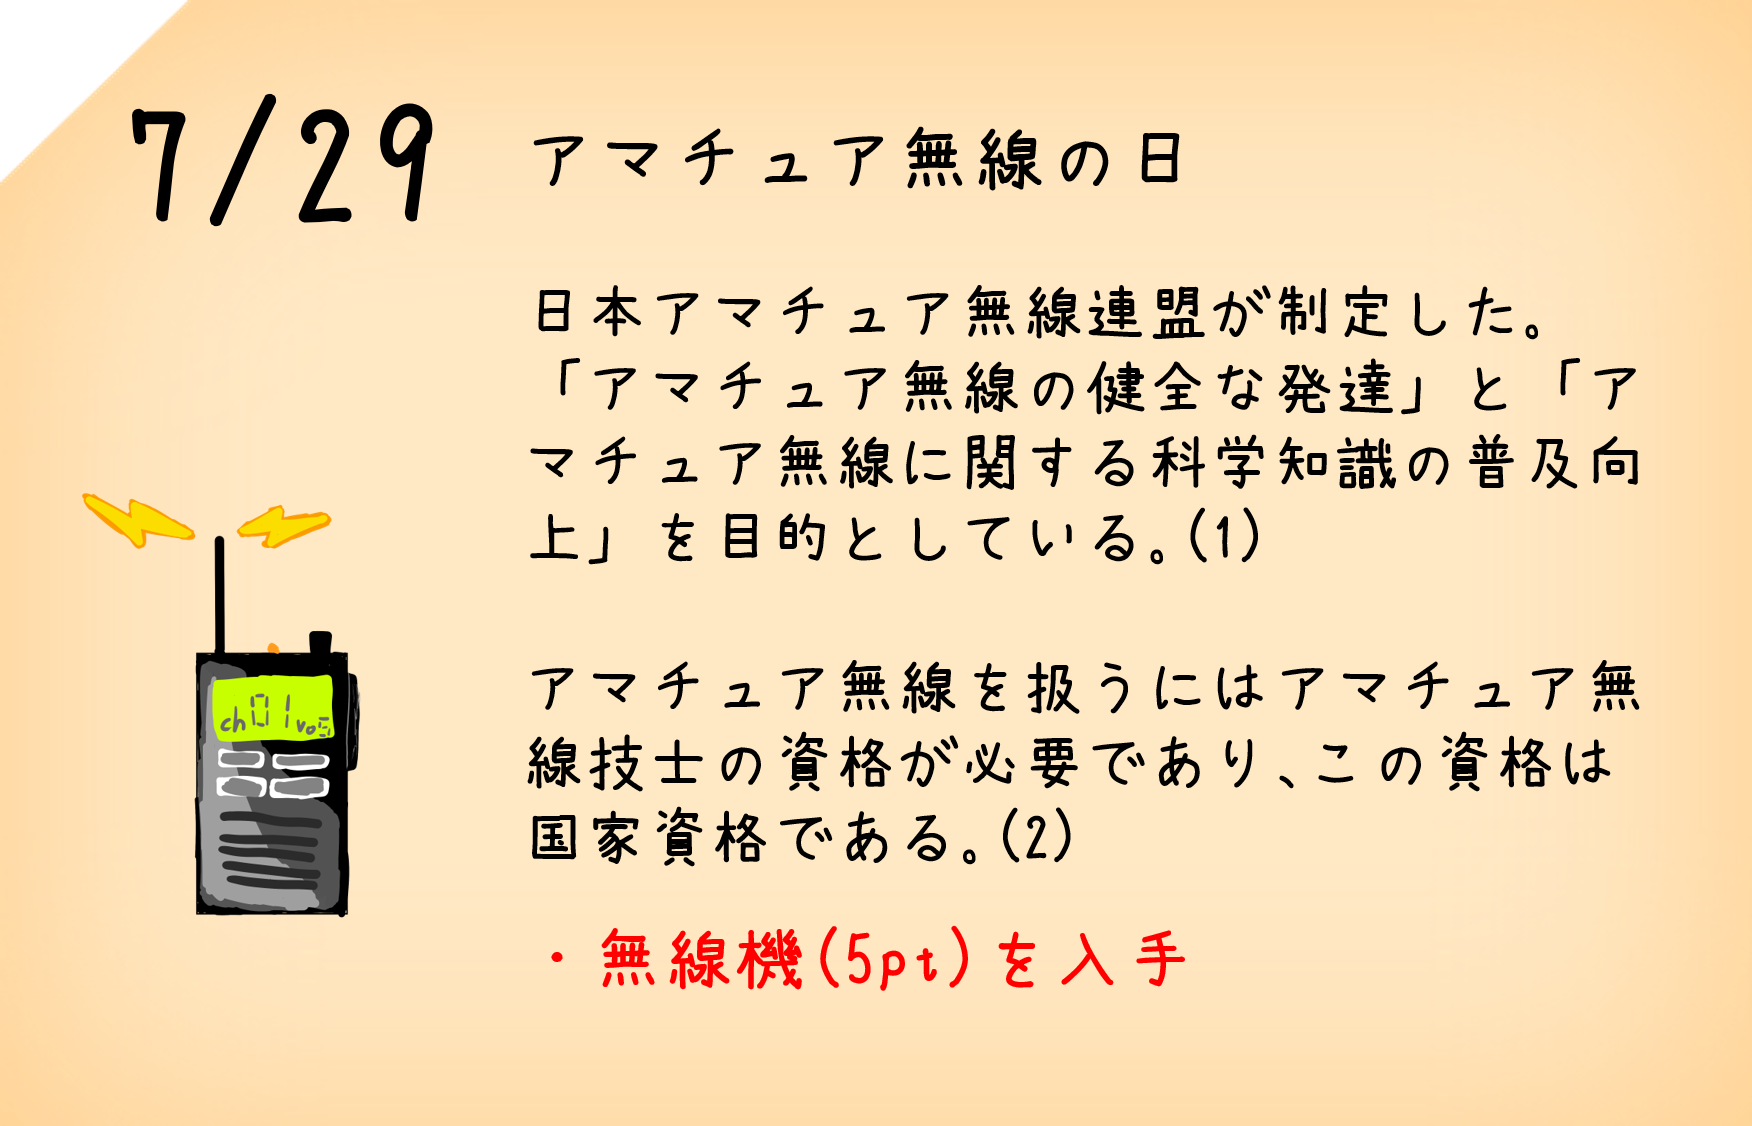 7/29
アマチュア無線の日
日本アマチュア無線連盟が制定した。
「アマチュア無線の健全な発達」と「ア
マチュア無線に関する科学知識の普及向
上」を目的としている。(1)
アマチュア無線を扱うにはアマチュア無
線技士の資格が必要であり、この資格は
国家資格である。(2)
ch01vo5
・無線機(5pt)を入手